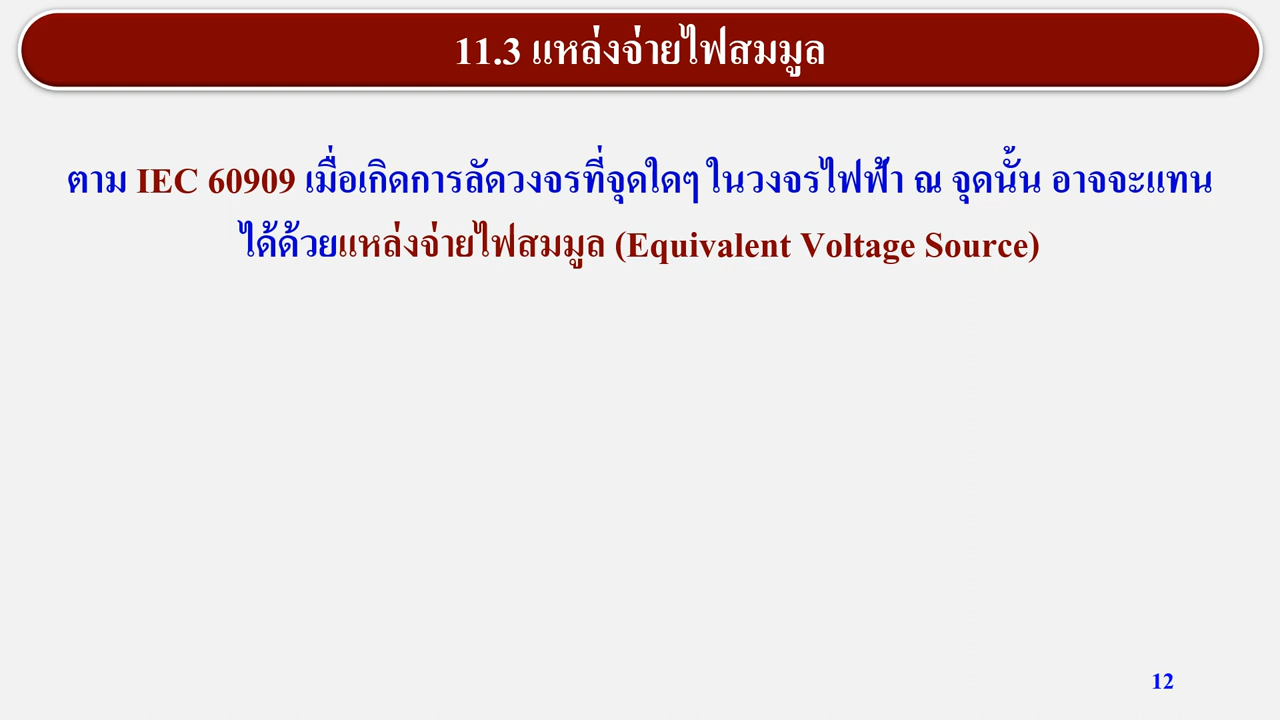 11.3 แหล่งจ่ายไฟสมมูล
ตาม IEC 60909 เมื่อเกิดการลัดวงจรที่จุดใดๆ ในวงจรไฟฟ้า ณ จุดนั้น อาจจะแทน
ได้ด้วยแหล่งจ่ายไฟสมมูล (Equivalent Voltage Source)
12